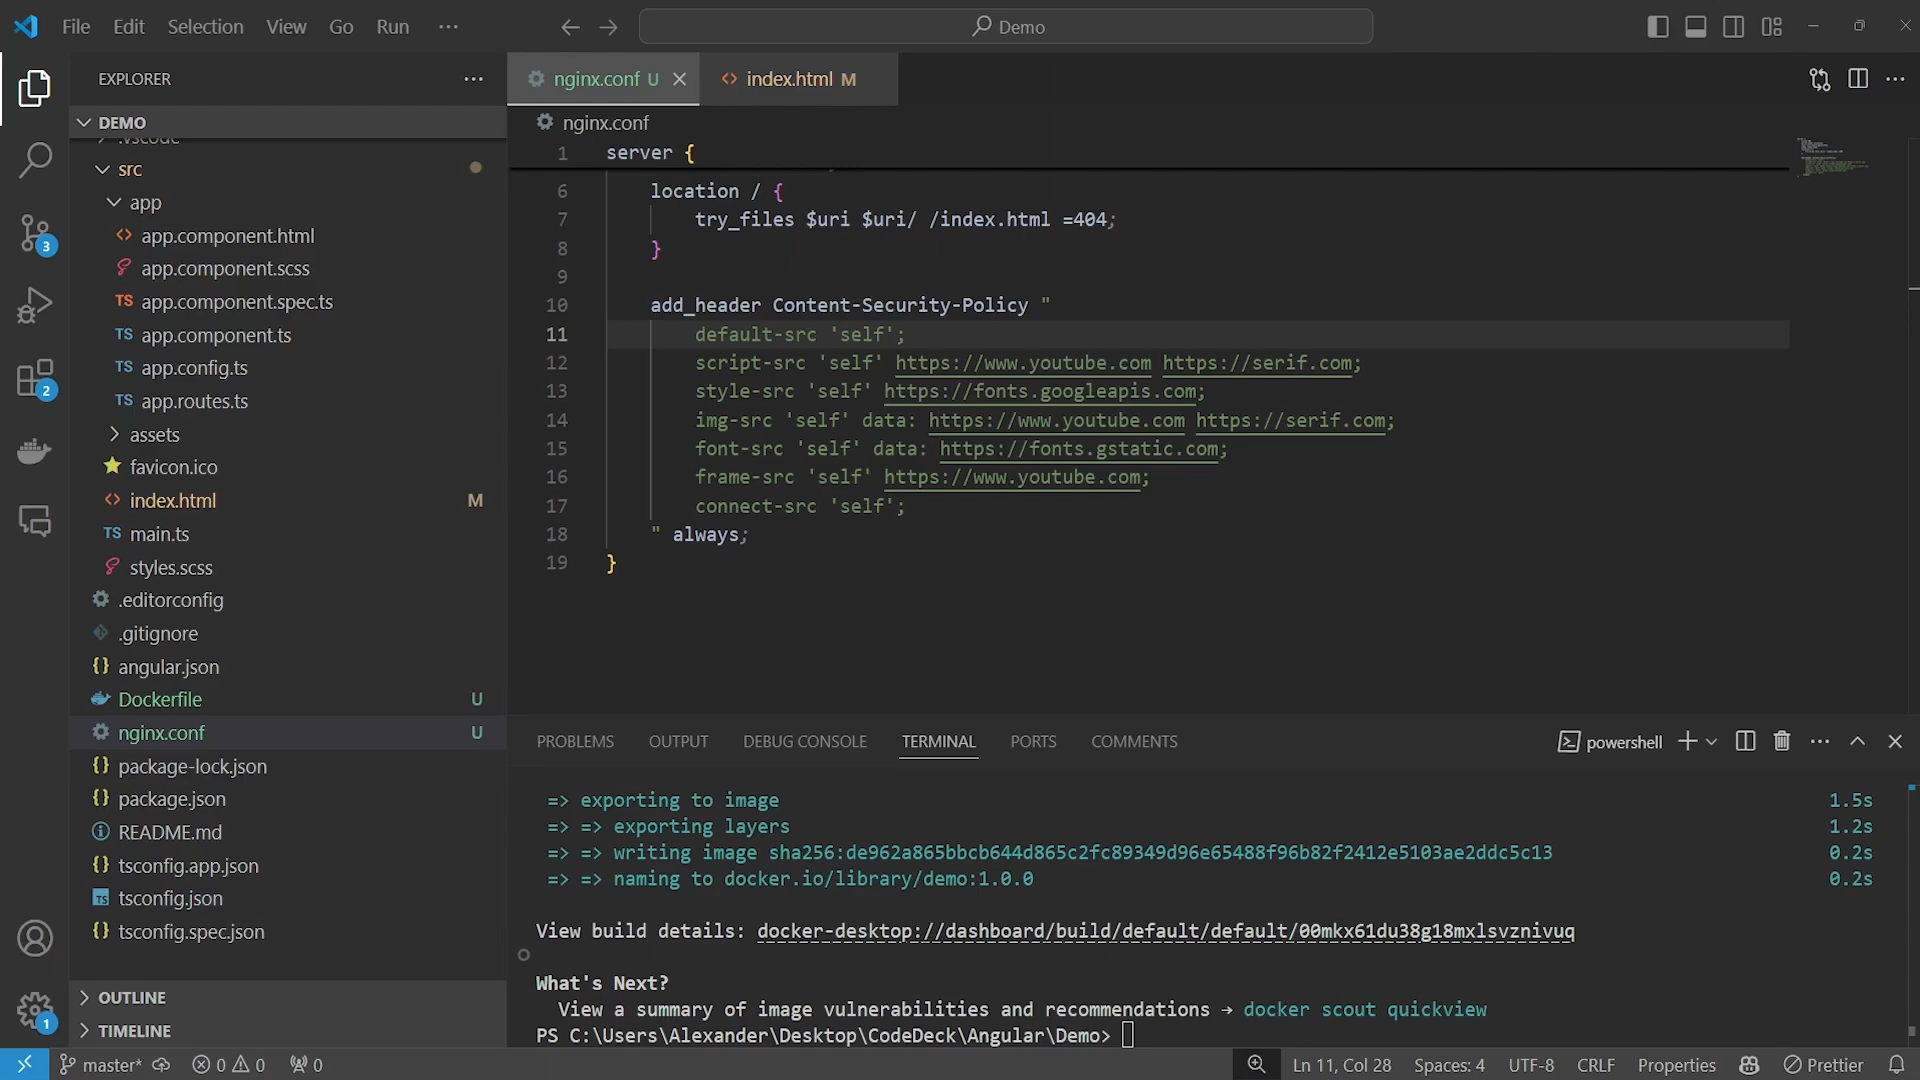 File Edit Selection View Go Run ··· Demo
EXPLORER ···
DEMO
.vscode
src
app
app.component.html
app.component.scss
TS app.component.spec.ts
TS app.component.ts
TS app.config.ts
TS app.routes.ts
assets
favicon.ico
index.html M
TS main.ts
styles.scss
.editorconfig
.gitignore
{} angular.json
Dockerfile U
nginx.conf U
{} package-lock.json
{} package.json
README.md
{} tsconfig.app.json
TS tsconfig.json
{} tsconfig.spec.json
OUTLINE
TIMELINE
3
2
1
nginx.conf U × <> index.html M ···
nginx.conf
1 server {
6 location / {
7 try_files $uri $uri/ /index.html =404;
8 }
9
10 add_header Content-Security-Policy "
11 default-src 'self';
12 script-src 'self' https://www.youtube.com https://serif.com;
13 style-src 'self' https://fonts.googleapis.com;
14 img-src 'self' data: https://www.youtube.com https://serif.com;
15 font-src 'self' data: https://fonts.gstatic.com;
16 frame-src 'self' https://www.youtube.com;
17 connect-src 'self';
18 " always;
19 }
PROBLEMS OUTPUT DEBUG CONSOLE TERMINAL PORTS COMMENTS powershell ···
=> exporting to image 1.5s
=> => exporting layers 1.2s
=> => writing image sha256:de962a865bbcb644d865c2fc89349d96e65488f96b82f2412e5103ae2ddc5c13 0.2s
=> => naming to docker.io/library/demo:1.0.0 0.2s
View build details: docker-desktop://dashboard/build/default/default/00mkx61du38g18mxlsvznivuq
What's Next?
View a summary of image vulnerabilities and recommendations → docker scout quickview
PS C:\Users\Alexander\Desktop\CodeDeck\Angular\Demo>
master* 0 0 0 Ln 11, Col 28 Spaces: 4 UTF-8 CRLF Properties Prettier